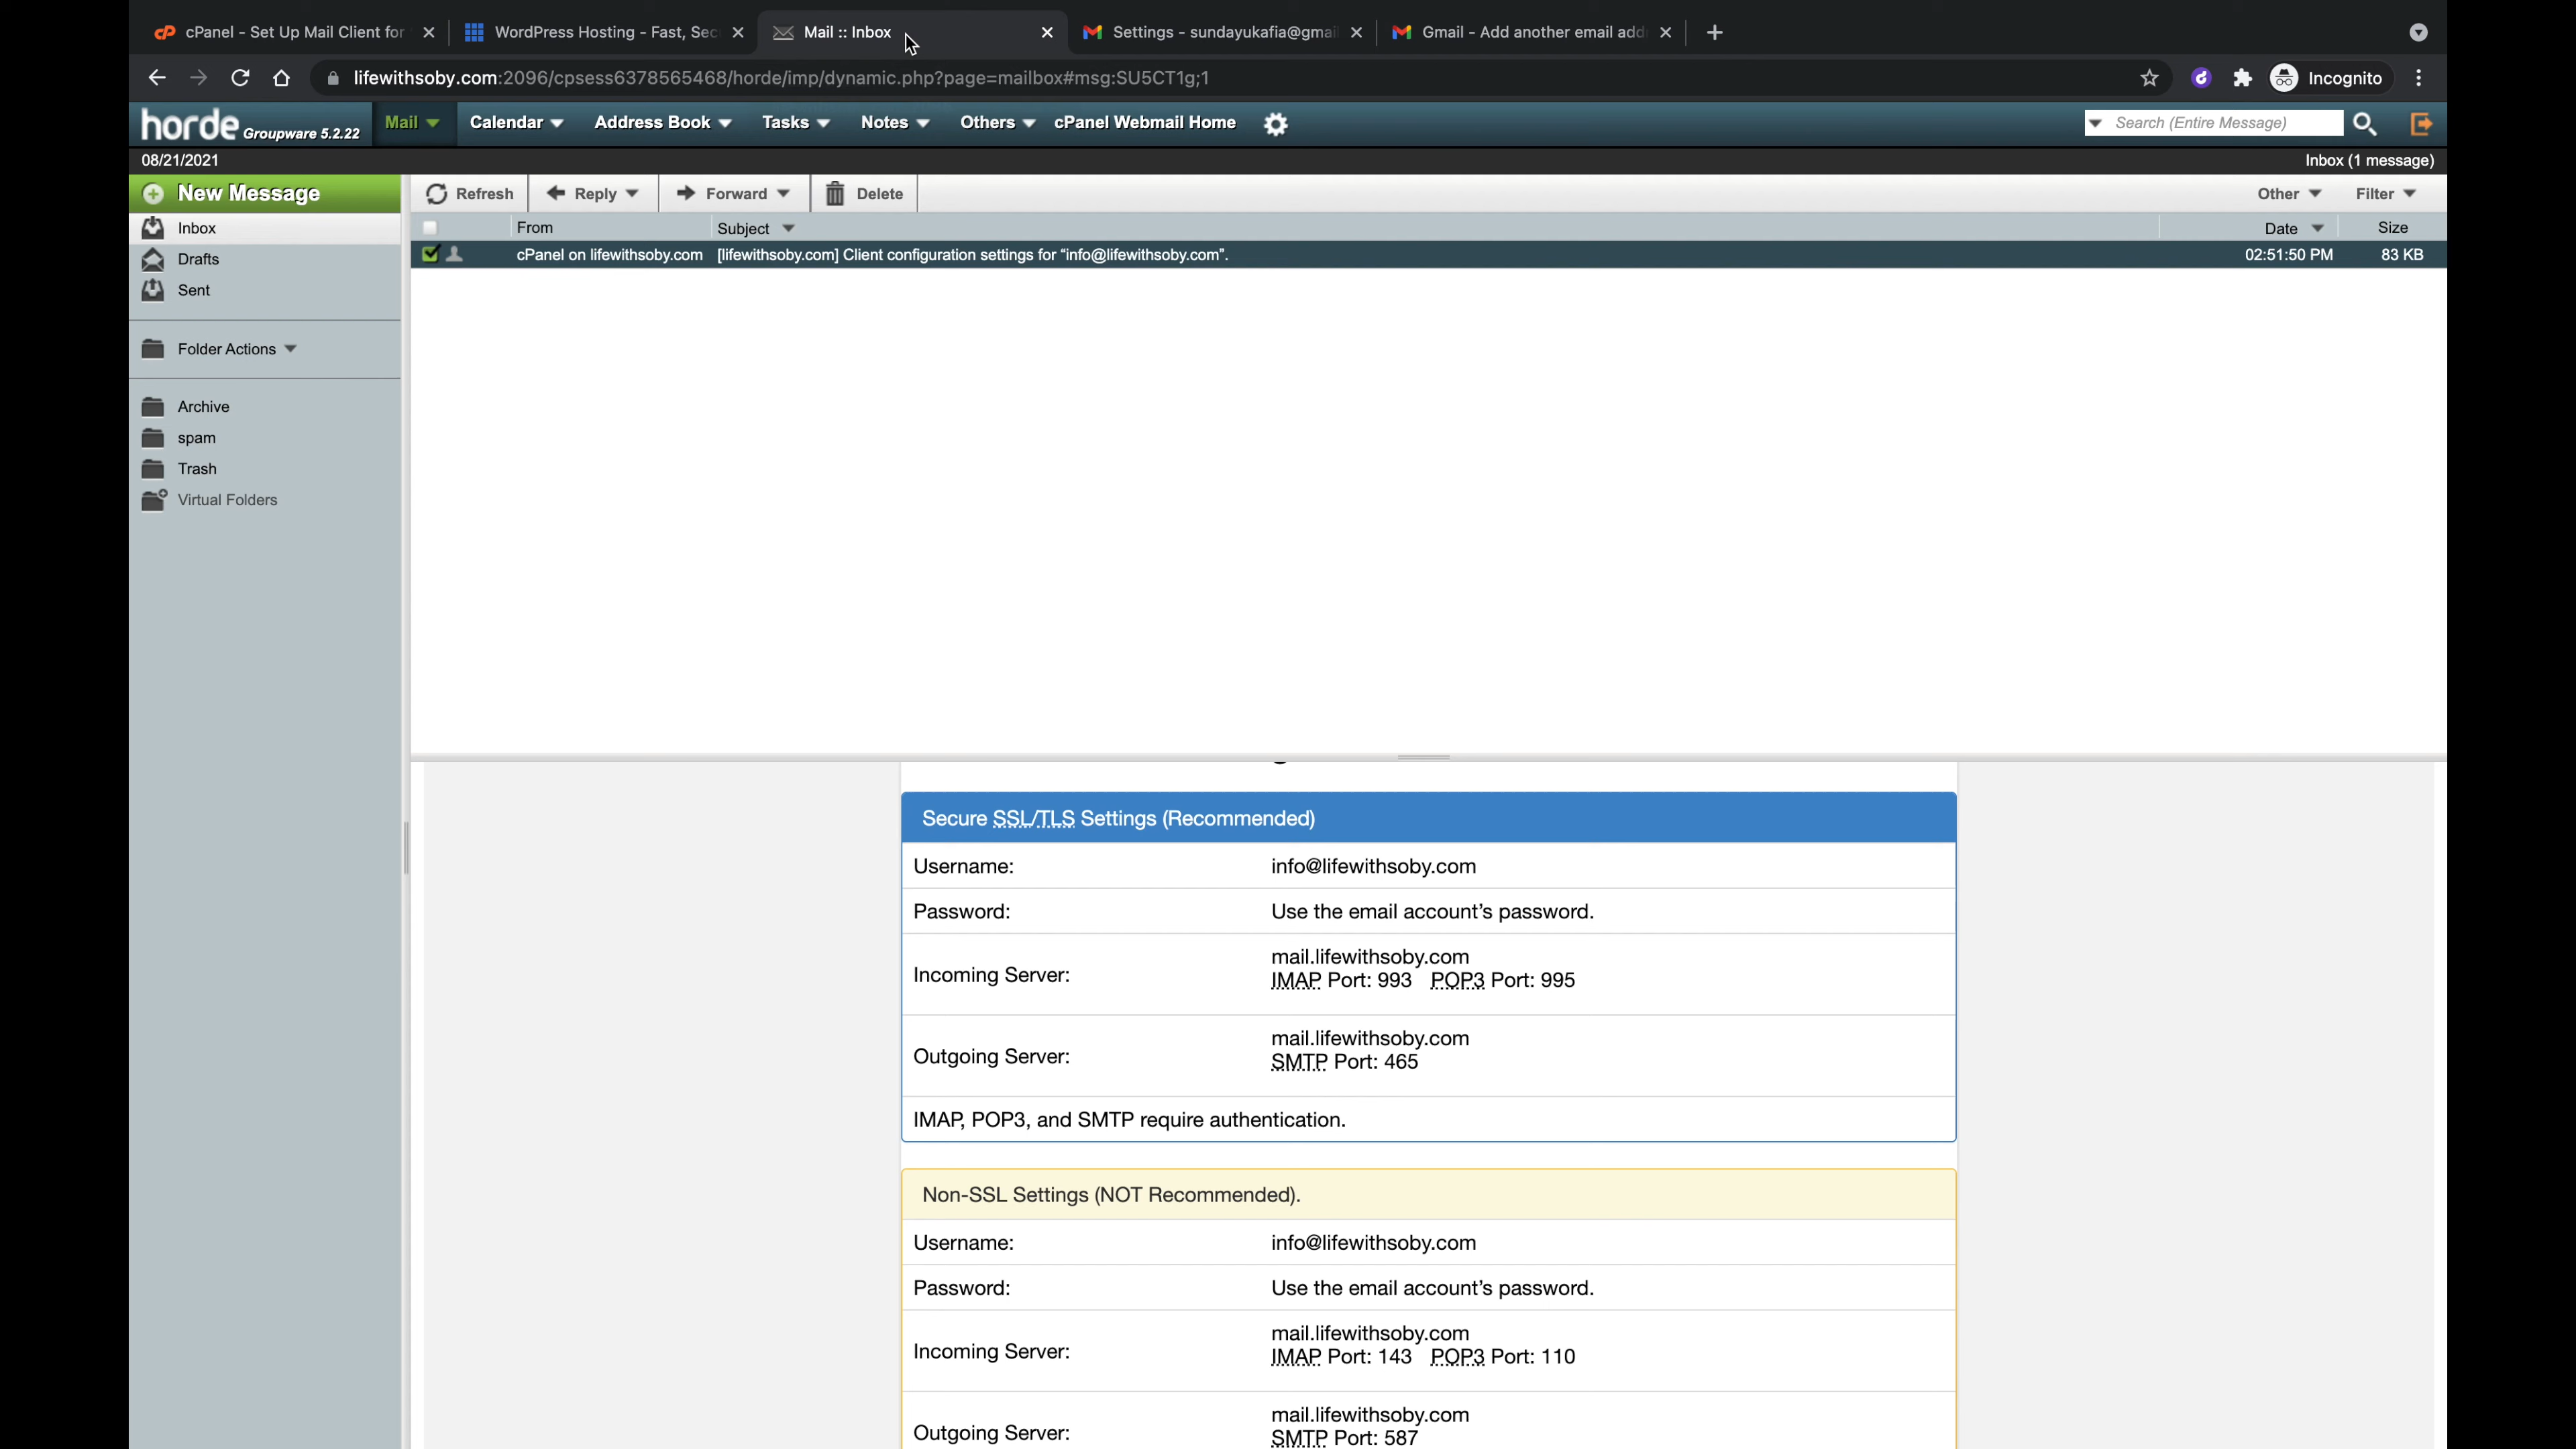 cPanel - Set Up Mail Client for
WordPress Hosting - Fast, Sec
Mail :: Inbox
Settings - sundayukafia@gmai
Gmail - Add another email add
lifewithsoby.com:2096/cpsess6378565468/horde/imp/dynamic.php?page=mailbox#msg:SU5CT1g;1
Incognito
horde Groupware 5.2.22
Mail
Calendar
Address Book
Tasks
Notes
Others
cPanel Webmail Home
Search (Entire Message)
08/21/2021
Inbox (1 message)
New Message
Refresh
Reply
Forward
Delete
Other
Filter
Inbox
Drafts
Sent
Folder Actions
Archive
spam
Trash
Virtual Folders
From
Subject
Date
Size
cPanel on lifewithsoby.com
[lifewithsoby.com] Client configuration settings for “info@lifewithsoby.com”.
02:51:50 PM
83 KB
Secure SSL/TLS Settings (Recommended)
Username: info@lifewithsoby.com
Password: Use the email account’s password.
Incoming Server:
mail.lifewithsoby.com
IMAP Port: 993 POP3 Port: 995
Outgoing Server:
mail.lifewithsoby.com
SMTP Port: 465
IMAP, POP3, and SMTP require authentication.
Non-SSL Settings (NOT Recommended).
Username: info@lifewithsoby.com
Password: Use the email account’s password.
Incoming Server:
mail.lifewithsoby.com
IMAP Port: 143 POP3 Port: 110
Outgoing Server:
mail.lifewithsoby.com
SMTP Port: 587